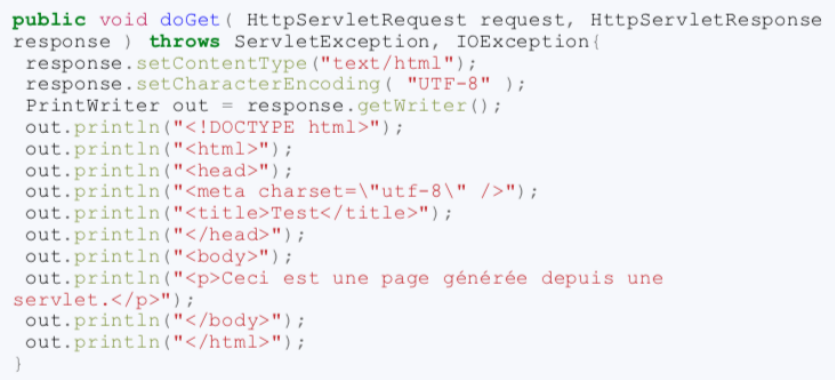 public void doGet( HttpServletRequest request, HttpServletResponse
response ) throws ServletException, IOException{
response.setContentType("text/html");
response.setCharacterEncoding( "UTF-8" );
PrintWriter out = response.getWriter();
out.println("<!DOCTYPE html>");
out.println("<html>");
out.println("<head>");
out.println("<meta charset=\"utf-8\" />");
out.println("<title>Test</title>");
out.println("</head>");
out.println("<body>");
out.println("<p>Ceci est une page générée depuis une
servlet.</p>");
out.println("</body>");
out.println("</html>");
}